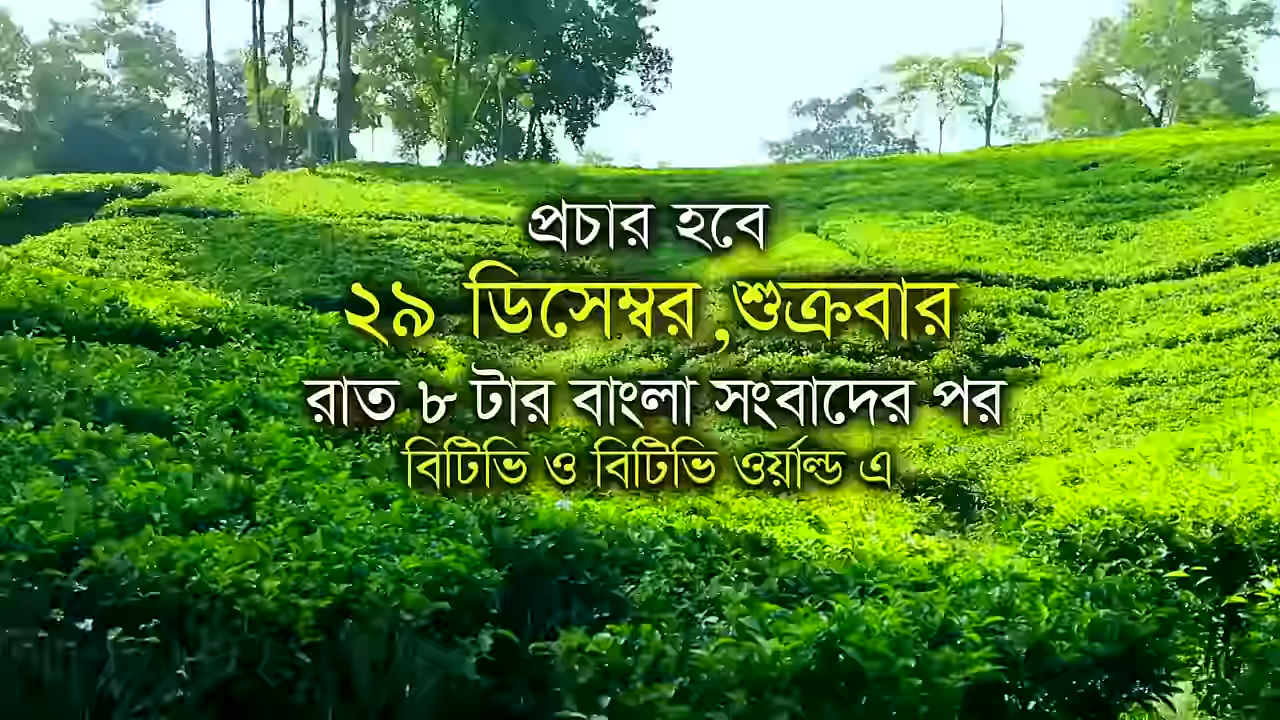 প্রচার হবে
২৯ ডিসেম্বর ,শুক্রবার
রাত ৮ টার বাংলা সংবাদের পর
বিটিভি ও বিটিভি ওর্য়াল্ড এ